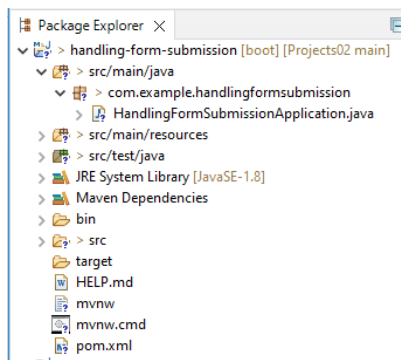 Package Explorer
> handling-form-submission [boot] [Projects02 main]
> src/main/java
> com.example.handlingformsubmission
HandlingFormSubmissionApplication.java
> src/main/resources
> src/test/java
JRE System Library [JavaSE-1.8]
Maven Dependencies
bin
> src
target
HELP.md
mvnw
mvnw.cmd
pom.xml